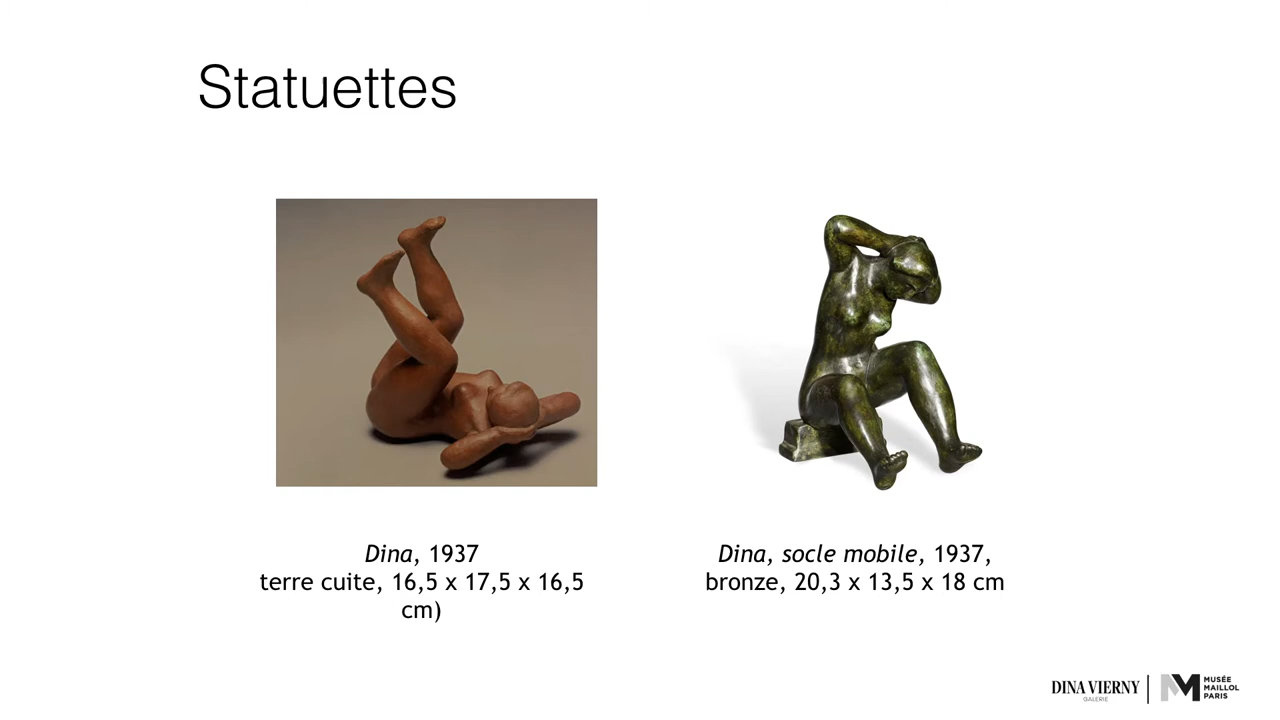 Statuettes
Dina, 1937
terre cuite, 16,5 x 17,5 x 16,5
cm)
Dina, socle mobile, 1937,
bronze, 20,3 x 13,5 x 18 cm
DINA VIERNY
GALERIE
MUSÉE
MAILLOL
PARIS